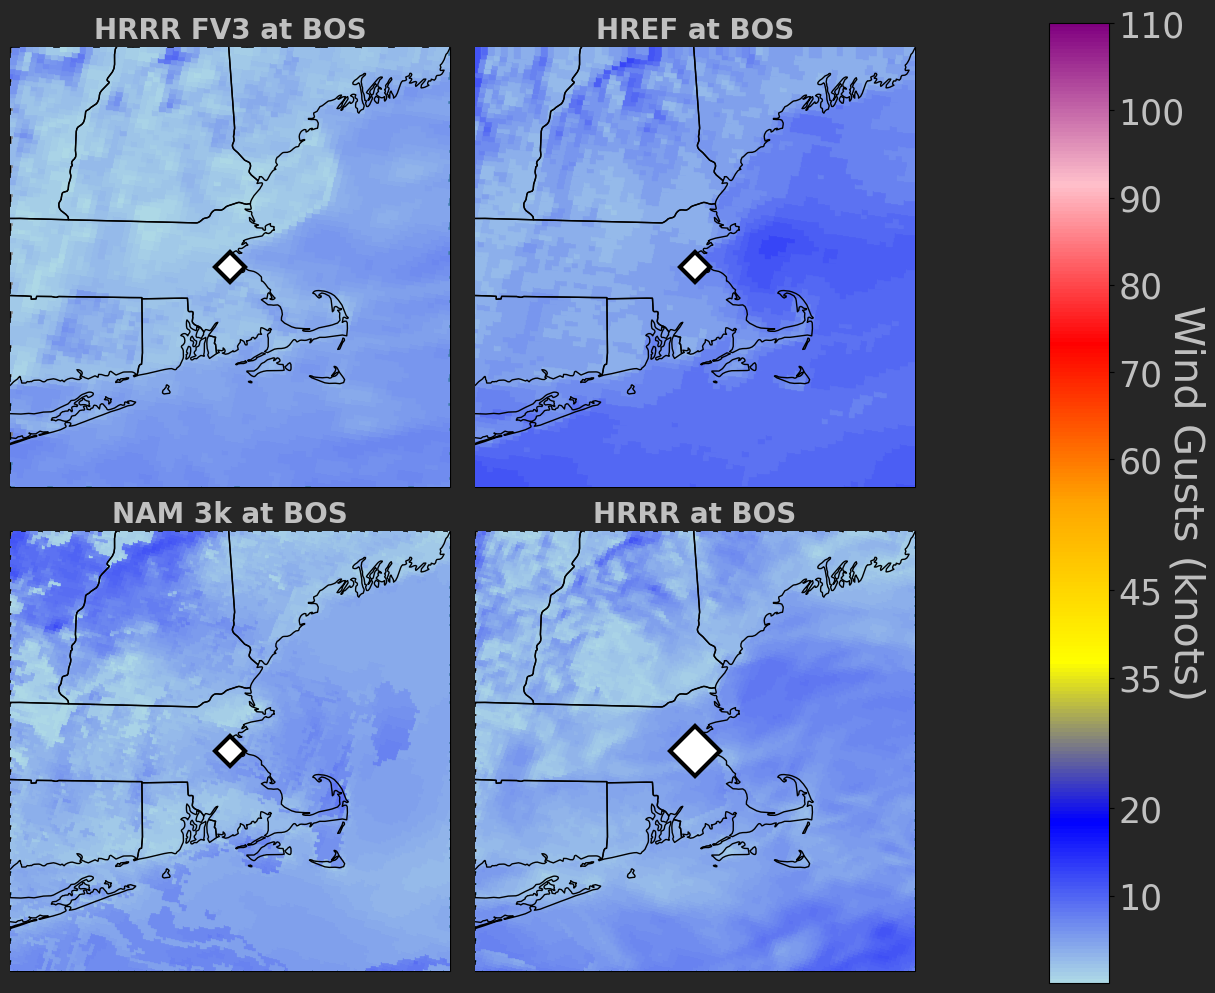 HRRR FV3 at BOS
HREF at BOS
NAM 3k at BOS
HRRR at BOS
110
100
90
80
70
60
45
35
20
10
Wind Gusts (knots)